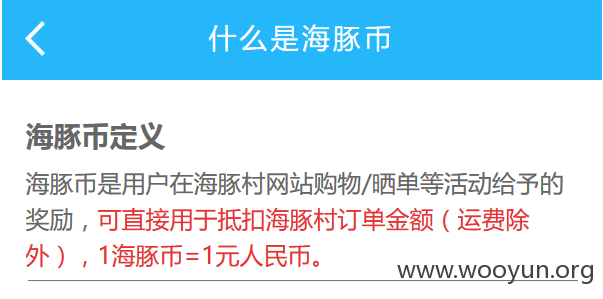 什么是海豚币
海豚币定义
海豚币是用户在海豚村网站购物/晒单等活动给予的
奖励，可直接用于抵扣海豚村订单金额（运费除
外），1海豚币=1元人民币。
www.wooyun.org